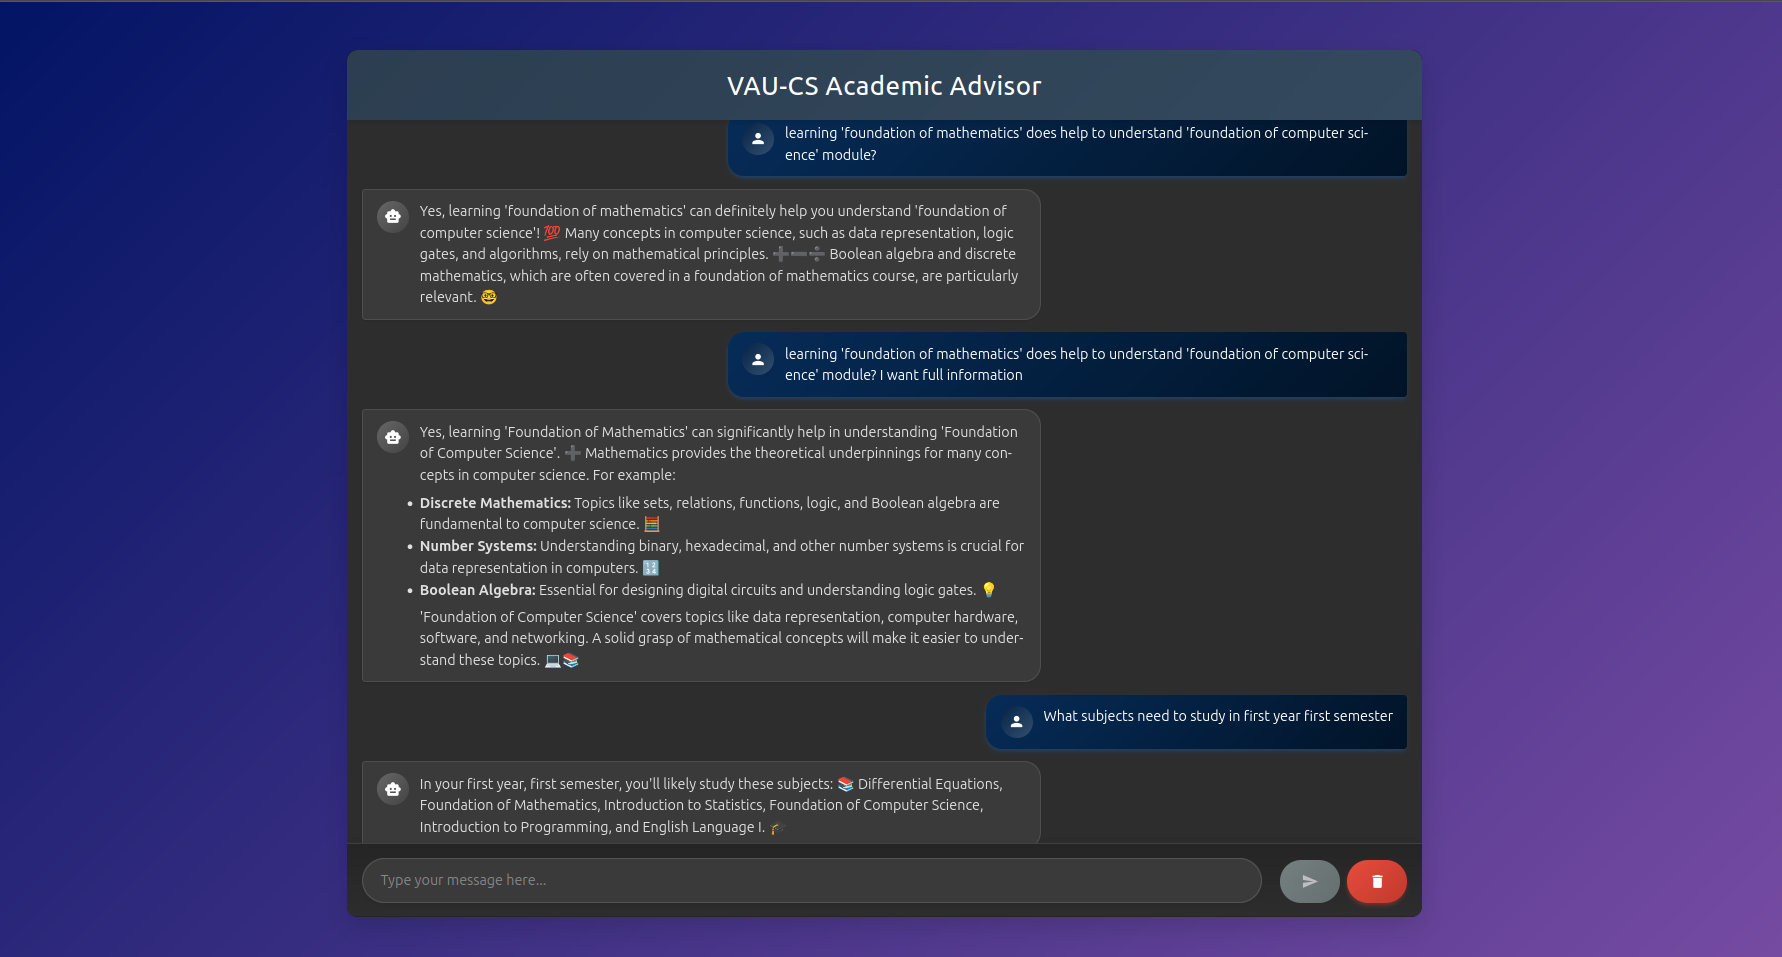 VAU-CS Academic Advisor
learning 'foundation of mathematics' does help to understand 'foundation of computer sci-
ence' module?
Yes, learning 'foundation of mathematics' can definitely help you understand 'foundation of
computer science'! 💯 Many concepts in computer science, such as data representation, logic
gates, and algorithms, rely on mathematical principles. ➕➖➗ Boolean algebra and discrete
mathematics, which are often covered in a foundation of mathematics course, are particularly
relevant. 🤓
learning 'foundation of mathematics' does help to understand 'foundation of computer sci-
ence' module? I want full information
Yes, learning 'Foundation of Mathematics' can significantly help in understanding 'Foundation
of Computer Science'. ➕ Mathematics provides the theoretical underpinnings for many con-
cepts in computer science. For example:
• Discrete Mathematics: Topics like sets, relations, functions, logic, and Boolean algebra are
fundamental to computer science. 🧮
• Number Systems: Understanding binary, hexadecimal, and other number systems is crucial for
data representation in computers. 🔢
• Boolean Algebra: Essential for designing digital circuits and understanding logic gates. 💡
'Foundation of Computer Science' covers topics like data representation, computer hardware,
software, and networking. A solid grasp of mathematical concepts will make it easier to under-
stand these topics. 💻📚
What subjects need to study in first year first semester
In your first year, first semester, you'll likely study these subjects: 📚 Differential Equations,
Foundation of Mathematics, Introduction to Statistics, Foundation of Computer Science,
Introduction to Programming, and English Language I. 🎓
Type your message here...